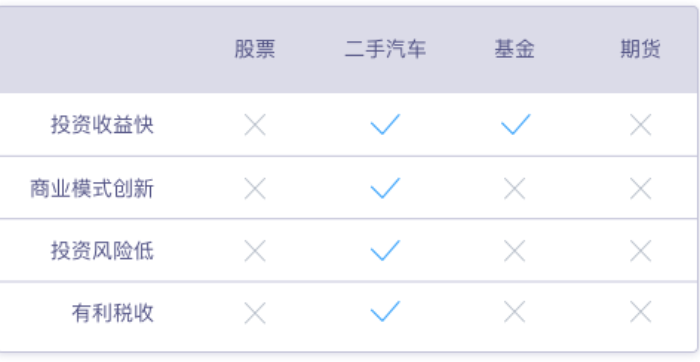 股票 二手汽车 基金 期货
投资收益快
商业模式创新
投资风险低
有利税收